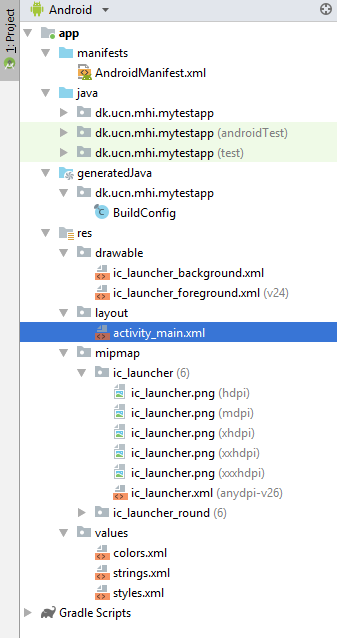 Android
1: Project
app
manifests
AndroidManifest.xml
java
dk.ucn.mhi.mytestapp
dk.ucn.mhi.mytestapp (androidTest)
dk.ucn.mhi.mytestapp (test)
generatedJava
dk.ucn.mhi.mytestapp
BuildConfig
res
drawable
ic_launcher_background.xml
ic_launcher_foreground.xml (v24)
layout
activity_main.xml
mipmap
ic_launcher (6)
ic_launcher.png (hdpi)
ic_launcher.png (mdpi)
ic_launcher.png (xhdpi)
ic_launcher.png (xxhdpi)
ic_launcher.png (xxxhdpi)
ic_launcher.xml (anydpi-v26)
ic_launcher_round (6)
values
colors.xml
strings.xml
styles.xml
Gradle Scripts